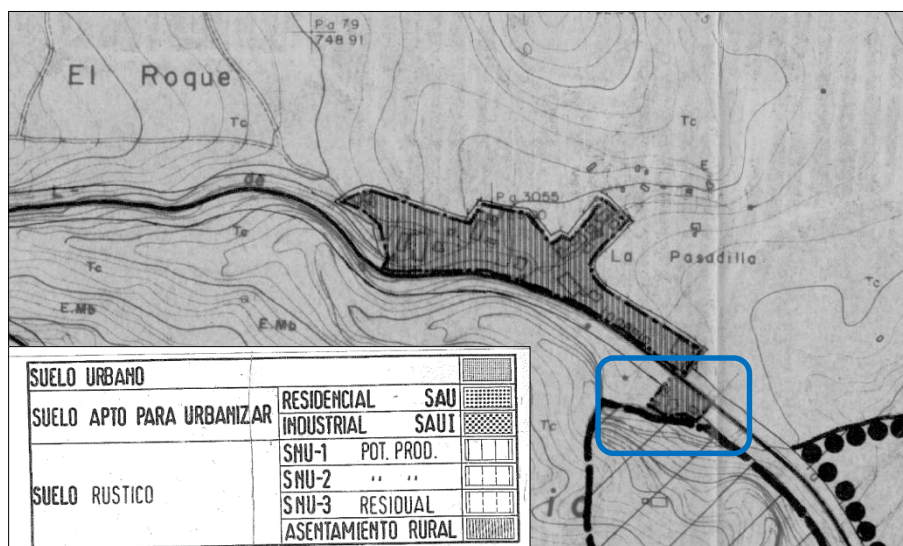 P.g 79
748 91
El Roque
Tc
Tc
E
L
de
P.g 3055
Tc
La Pasadilla
Tc
Tc
E.Mb
E.Mb
Tc
SUELO URBANO
SUELO APTO PARA URBANIZAR
RESIDENCIAL SAU
INDUSTRIAL SAUI
SUELO RUSTICO
SNU-1 POT. PROD.
SNU-2 " "
SNU-3 RESIDUAL
ASENTAMIENTO RURAL